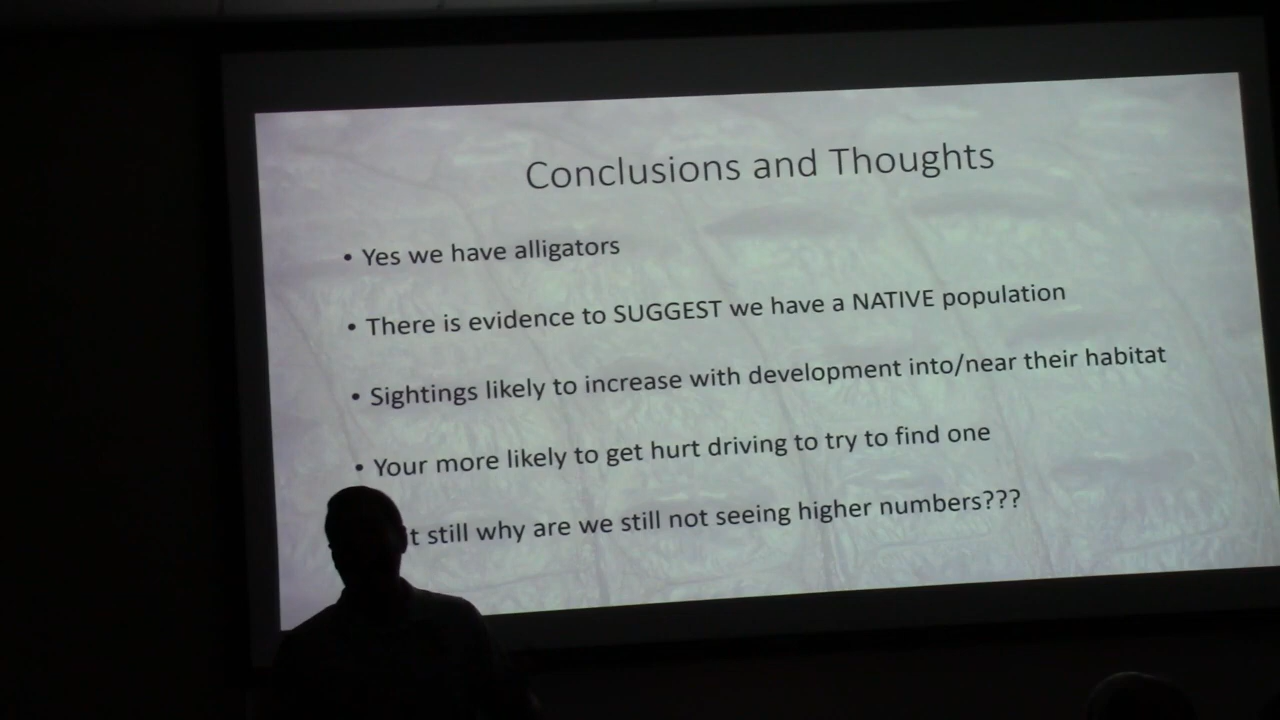 Conclusions and Thoughts
• Yes we have alligators
• There is evidence to SUGGEST we have a NATIVE population
• Sightings likely to increase with development into/near their habitat
• Your more likely to get hurt driving to try to find one
still why are we still not seeing higher numbers???